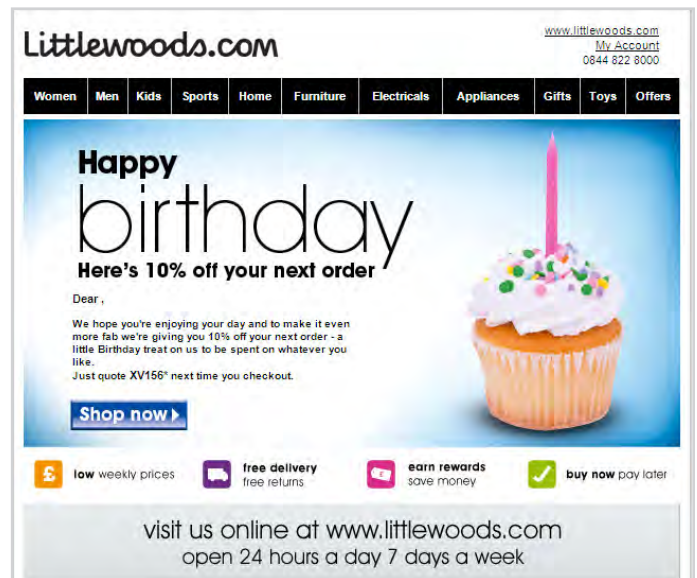 Littlewoods.com
www.littlewoods.com
My Account
0844 822 8000
Women Men Kids Sports Home Furniture Electricals Appliances Gifts Toys Offers
Happy
birthday
Here's 10% off your next order
Dear ,
We hope you're enjoying your day and to make it even
more fab we're giving you 10% off your next order - a
little Birthday treat on us to be spent on whatever you
like.
Just quote XV156* next time you checkout.
Shop now
£
low weekly prices
free delivery
free returns
£
earn rewards
save money
buy now pay later
visit us online at www.littlewoods.com
open 24 hours a day 7 days a week